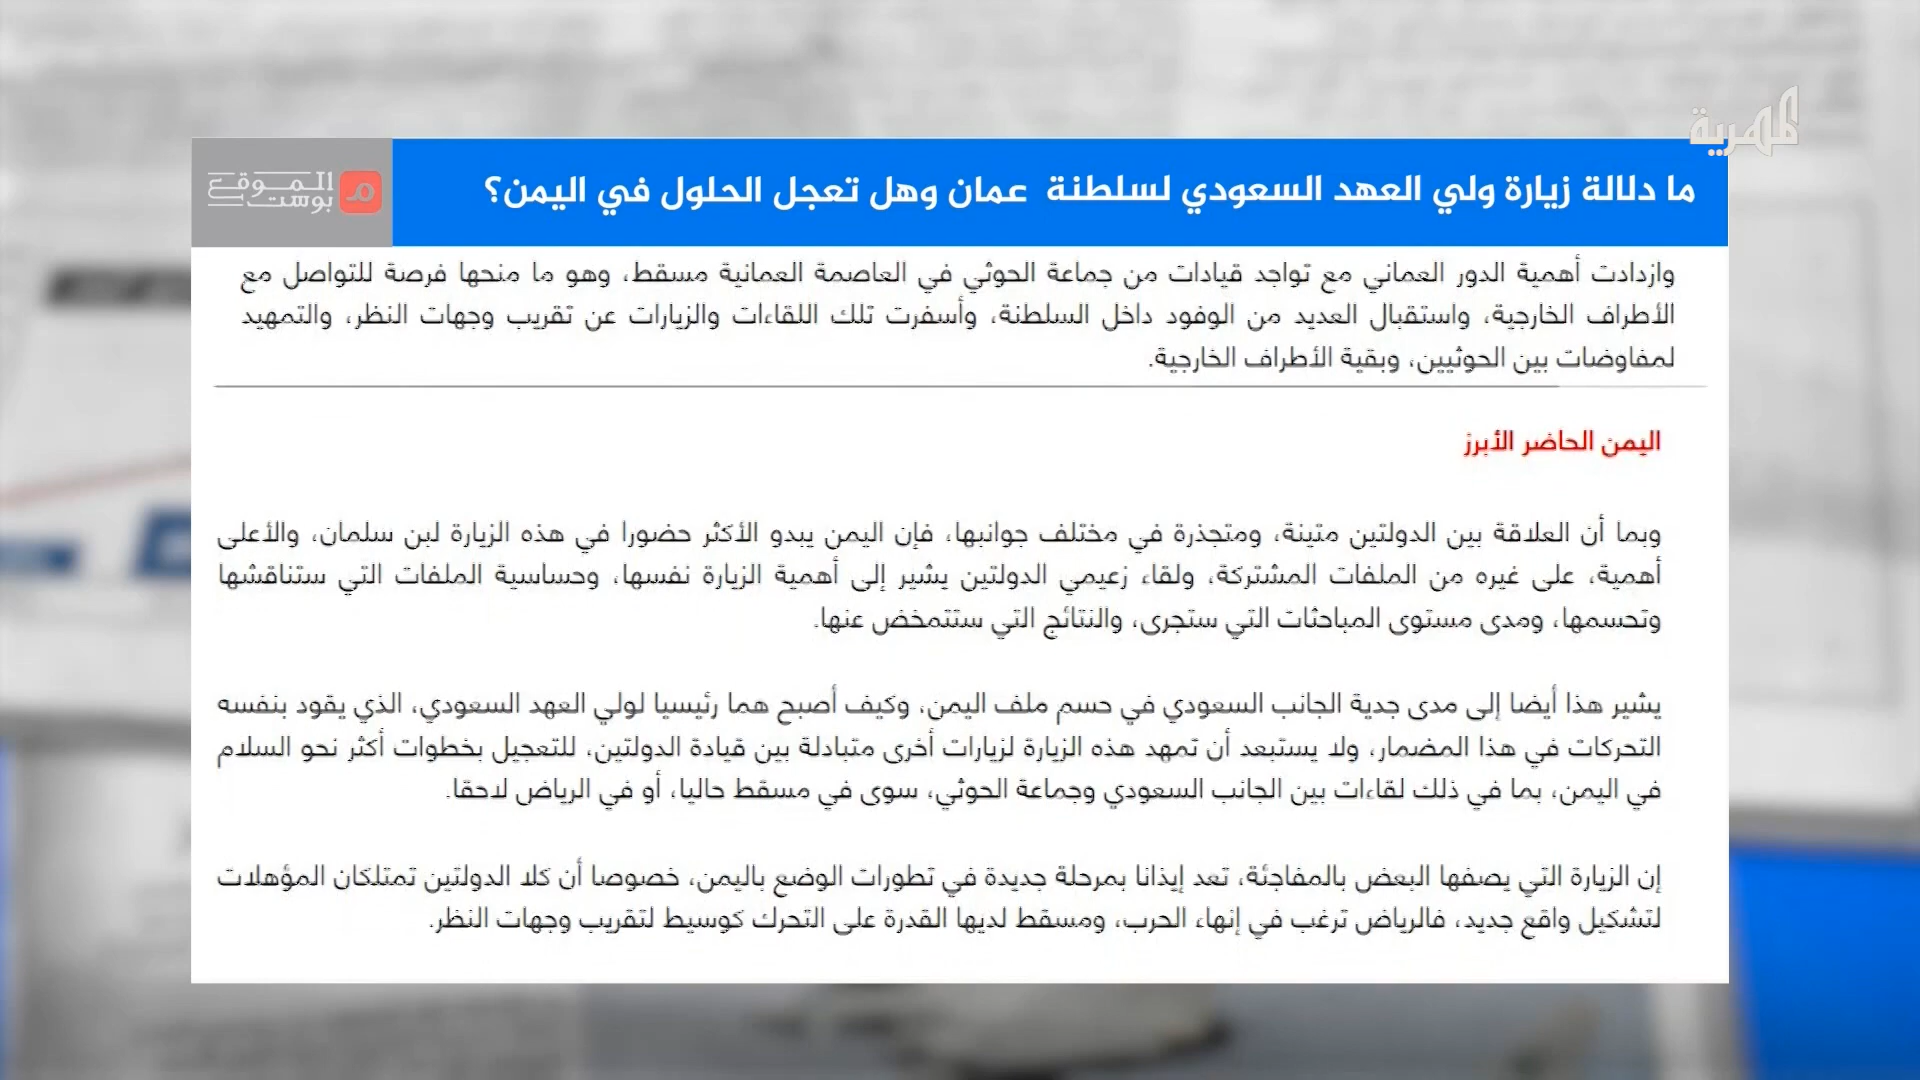 المهرية
ما دلالة زيارة ولي العهد السعودي لسلطنة عمان وهل تعجل الحلول في اليمن؟
الموقع
بوست
وازدادت أهمية الدور العماني مع تواجد قيادات من جماعة الحوثي في العاصمة العمانية مسقط، وهو ما منحها فرصة للتواصل مع
الأطراف الخارجية، واستقبال العديد من الوفود داخل السلطنة، وأسفرت تلك اللقاءات والزيارات عن تقريب وجهات النظر، والتمهيد
لمفاوضات بين الحوثيين، وبقية الأطراف الخارجية.
اليمن الحاضر الأبرز
وبما أن العلاقة بين الدولتين متينة، ومتجذرة في مختلف جوانبها، فإن اليمن يبدو الأكثر حضورا في هذه الزيارة لبن سلمان، والأعلى
أهمية، على غيره من الملفات المشتركة، ولقاء زعيمي الدولتين يشير إلى أهمية الزيارة نفسها، وحساسية الملفات التي ستناقشها
وتحسمها، ومدى مستوى المباحثات التي ستجرى، والنتائج التي ستتمخض عنها.
يشير هذا أيضا إلى مدى جدية الجانب السعودي في حسم ملف اليمن، وكيف أصبح هما رئيسيا لولي العهد السعودي، الذي يقود بنفسه
التحركات في هذا المضمار، ولا يستبعد أن تمهد هذه الزيارة لزيارات أخرى متبادلة بين قيادة الدولتين، للتعجيل بخطوات أكثر نحو السلام
في اليمن، بما في ذلك لقاءات بين الجانب السعودي وجماعة الحوثي، سوى في مسقط حاليا، أو في الرياض لاحقا.
إن الزيارة التي يصفها البعض بالمفاجئة، تعد إيذانا بمرحلة جديدة في تطورات الوضع باليمن، خصوصا أن كلا الدولتين تمتلكان المؤهلات
لتشكيل واقع جديد، فالرياض ترغب في إنهاء الحرب، ومسقط لديها القدرة على التحرك كوسيط لتقريب وجهات النظر.